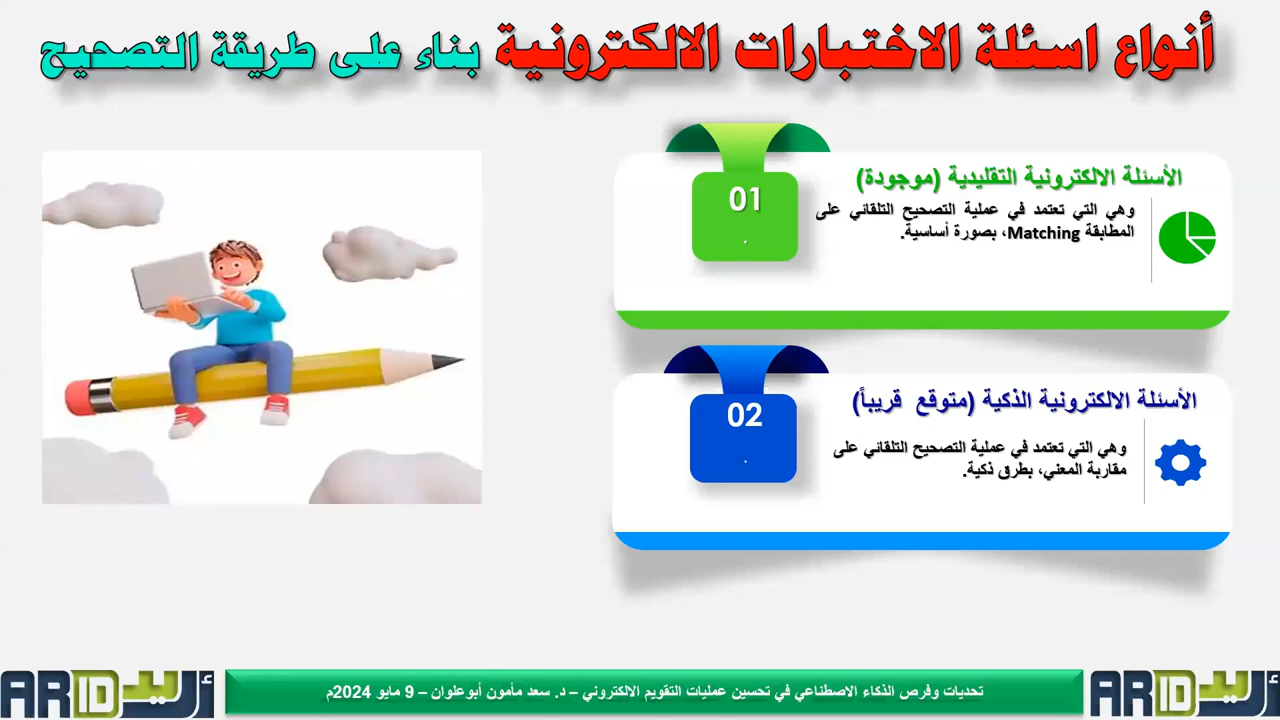 أنواع اسئلة الاختبارات الالكترونية بناء على طريقة التصحيح
الأسئلة الالكترونية التقليدية (موجودة)
01
.
وهي التي تعتمد في عملية التصحيح التلقائي على
المطابقة Matching، بصورة أساسية.
الأسئلة الالكترونية الذكية (متوقع قريباً)
02
.
وهي التي تعتمد في عملية التصحيح التلقائي على
مقاربة المعني، بطرق ذكية.
تحديات وفرص الذكاء الاصطناعي في تحسين عمليات التقويم الالكتروني – د. سعد مأمون أبوعلوان – 9 مايو 2024م
ARID أريد
ARID أريد